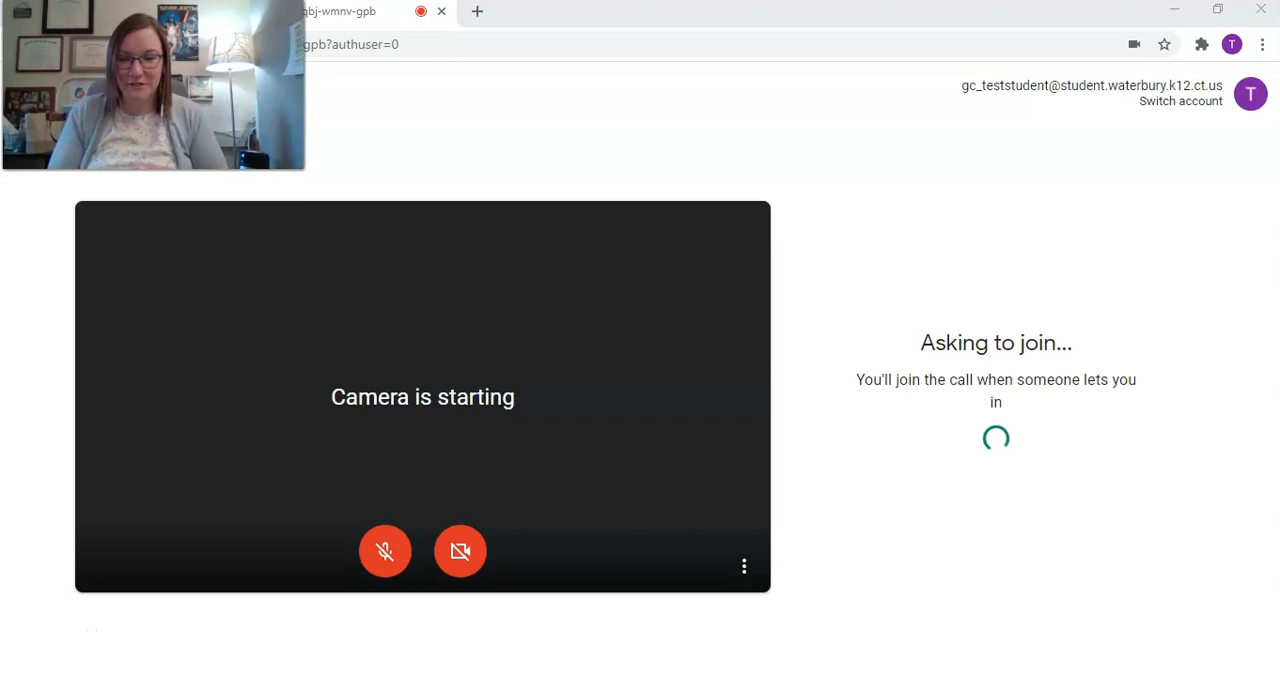 qbj-wmnv-gpb
gpb?authuser=0
T
gc_teststudent@student.waterbury.k12.ct.us
Switch account
T
Camera is starting
Asking to join...
You'll join the call when someone lets you
in